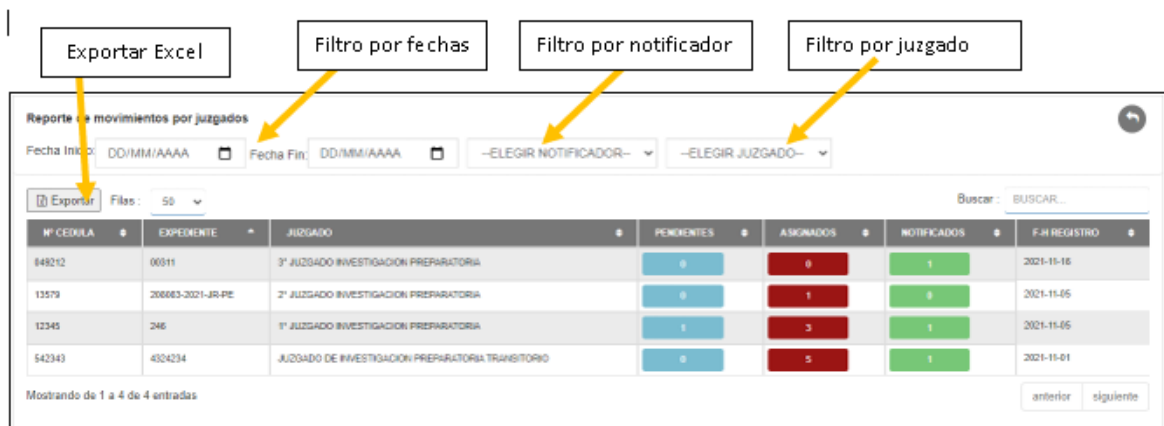 Exportar Excel
Filtro por fechas
Filtro por notificador
Filtro por juzgado
Reporte de movimientos por juzgados
Fecha Inicio: DD/MM/AAAA Fecha Fin: DD/MM/AAAA --ELEGIR NOTIFICADOR-- --ELEGIR JUZGADO--
Exportar Filas : 50 Buscar : BUSCAR...
Nº CEDULA EXPEDIENTE JUZGADO PENDIENTES ASIGNADOS NOTIFICADOS F-H REGISTRO
049212 00311 3° JUZGADO INVESTIGACION PREPARATORIA 0 0 1 2021-11-16
13579 206063-2021-JR-PE 2° JUZGADO INVESTIGACION PREPARATORIA 0 1 0 2021-11-05
12345 246 1° JUZGADO INVESTIGACION PREPARATORIA 1 3 1 2021-11-05
542343 4324234 JUZGADO DE INVESTIGACION PREPARATORIA TRANSITORIO 0 5 1 2021-11-01
Mostrando de 1 a 4 de 4 entradas anterior siguiente